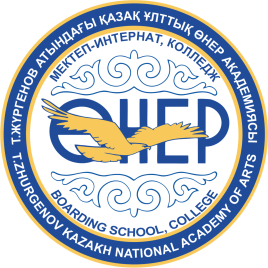 Т.ЖҮРГЕНОВ АТЫНДАҒЫ ҚАЗАҚ ҰЛТТЫҚ ӨНЕР АКАДЕМИЯСЫ
МЕКТЕП-ИНТЕРНАТ, КОЛЛЕДЖ
ӨНЕР
BOARDING SCHOOL, COLLEGE
T.ZHURGENOV KAZAKH NATIONAL ACADEMY OF ARTS